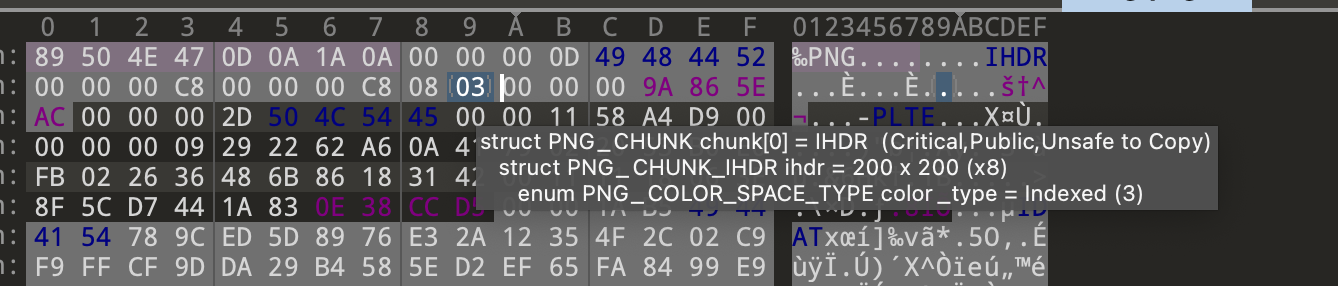 0 1 2 3 4 5 6 7 8 9 A B C D E F 0123456789ABCDEF
89 50 4E 47 0D 0A 1A 0A 00 00 00 0D 49 48 44 52 ‰PNG........IHDR
00 00 00 C8 00 00 00 C8 08 03 00 00 00 9A 86 5E ...È...È.....š†^
AC 00 00 00 2D 50 4C 54 45 00 00 11 58 A4 D9 00 ¬...-PLTE...X¤Ù.
struct PNG_CHUNK chunk[0] = IHDR (Critical,Public,Unsafe to Copy)
00 00 00 09 29 22 62 A6 0A
struct PNG_CHUNK_IHDR ihdr = 200 x 200 (x8)
FB 02 26 36 48 6B 86 18 31 42
enum PNG_COLOR_SPACE_TYPE color_type = Indexed (3)
8F 5C D7 44 1A 83 0E 38 CC
41 54 78 9C ED 5D 89 76 E3 2A 12 35 4F 2C 02 C9 ATxœí]‰vã*.5O,.É
F9 FF CF 9D DA 29 B4 58 5E D2 EF 65 FA 84 99 E9 ùÿÏ.Ú)´X^Òïeú„™é